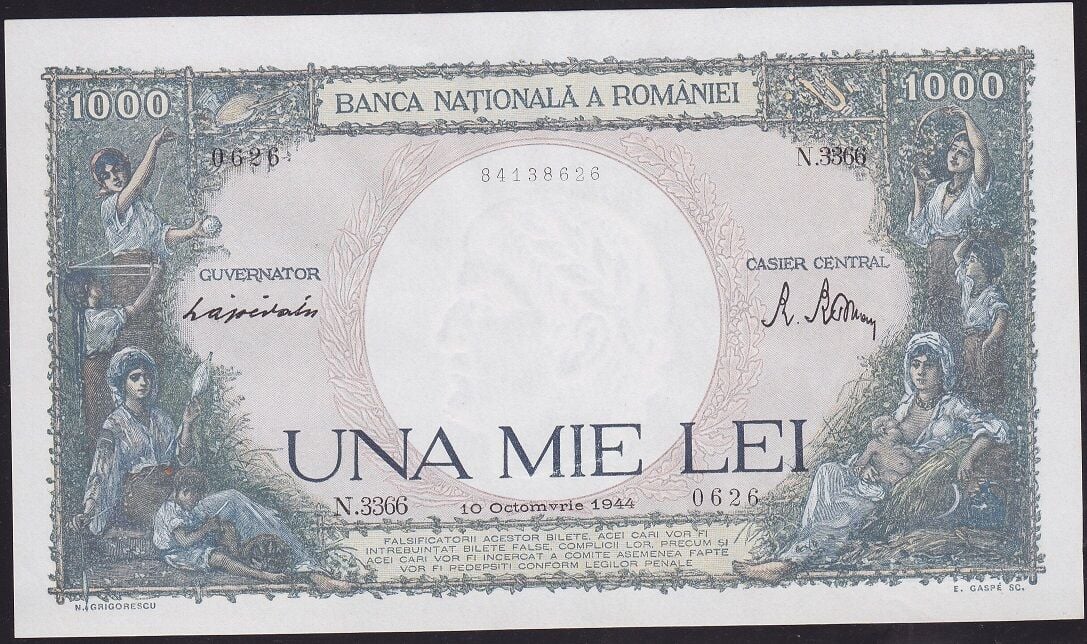 1000
BANCA NAȚIONALĂ A ROMÂNIEI
1000
0626
N.3366
84138626
GUVERNATOR
CASIER CENTRAL
UNA MIE LEI
N.3366
10 Octomvrie 1944
0626
FALSIFICATORII ACESTOR BILETE, ACEI CARI VOR FI
INTREBUINȚAT BILETE FALSE, COMPLICII LOR, PRECUM ȘI
ACEI CARI VOR FI INCERCAT A COMITE ASEMENEA FAPTE
VOR FI PEDEPSIȚI CONFORM LEGILOR PENALE
N. GRIGORESCU
E. GASPÉ SC.